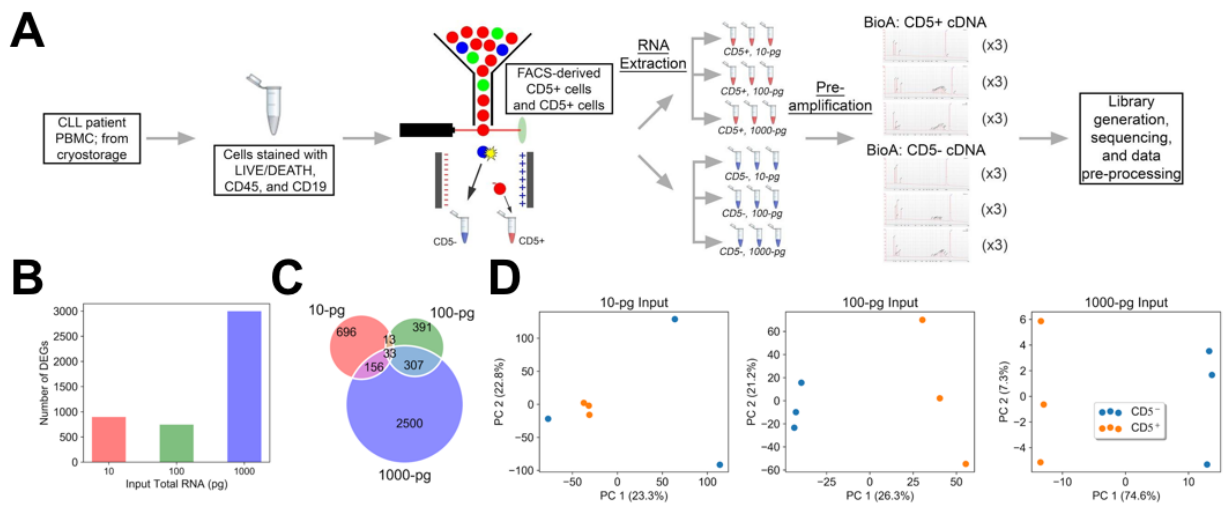 A
CLL patient
PBMC; from
cryostorage
Cells stained with
LIVE/DEATH,
CD45, and CD19
FACS-derived
CD5+ cells
and CD5+ cells
CD5-
CD5+
RNA
Extraction
CD5+, 10-pg
CD5+, 100-pg
CD5+, 1000-pg
CD5-, 10-pg
CD5-, 100-pg
CD5-, 1000-pg
Pre-
amplification
BioA: CD5+ cDNA
(x3)
(x3)
(x3)
BioA: CD5- cDNA
(x3)
(x3)
(x3)
Library
generation,
sequencing,
and data
pre-processing
B
Number of DEGs
3000
2500
2000
1500
1000
500
0
10
100
1000
Input Total RNA (pg)
C
10-pg
100-pg
696
13
391
33
156
307
2500
1000-pg
D
10-pg Input
PC 2 (22.8%)
100
50
0
−50
−100
−50
0
50
100
PC 1 (23.3%)
100-pg Input
PC 2 (21.2%)
60
40
20
0
−20
−40
−60
−50
−25
0
25
50
PC 1 (26.3%)
1000-pg Input
PC 2 (7.3%)
6
4
2
0
−2
−4
CD5⁻
CD5⁺
−10
0
10
PC 1 (74.6%)